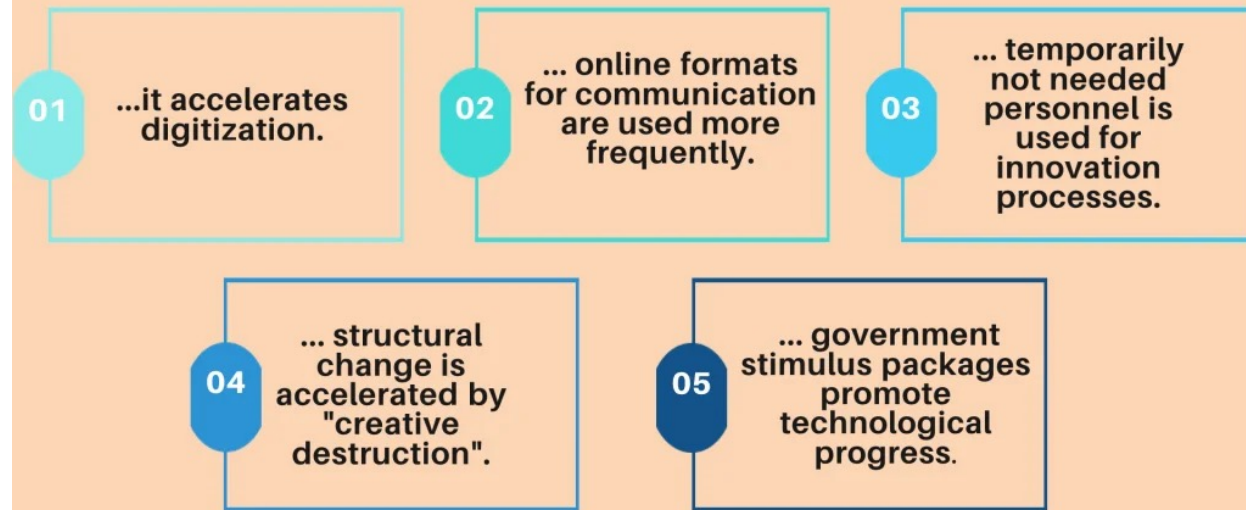 01
...it accelerates
digitization.
02
... online formats
for communication
are used more
frequently.
03
... temporarily
not needed
personnel is
used for
innovation
processes.
04
... structural
change is
accelerated by
"creative
destruction".
05
... government
stimulus packages
promote
technological
progress.